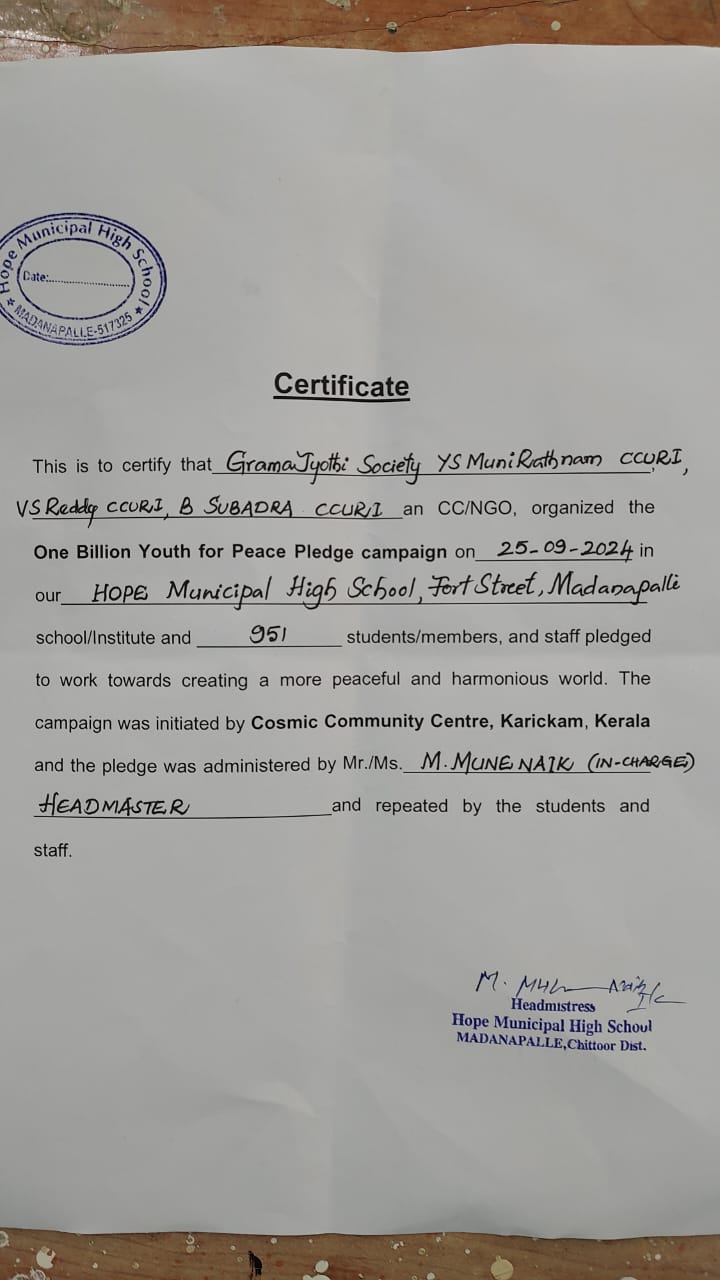 Hope Municipal High School
Date:..............................
★ MADANAPALLE-517325 ★
Certificate
This is to certify that GramaJyothi Society YS MuniRathnam CCURI,
VS Reddy CCURI, B SUBADRA CCURI an CC/NGO, organized the
One Billion Youth for Peace Pledge campaign on 25-09-2024 in
our HOPE Municipal High School, Fort Street, Madanapalle
school/Institute and 951 students/members, and staff pledged
to work towards creating a more peaceful and harmonious world. The
campaign was initiated by Cosmic Community Centre, Karickam, Kerala
and the pledge was administered by Mr./Ms. M. MUNE NAIK (IN-CHARGE)
HEADMASTER and repeated by the students and
staff.
M. Naik
Headmistress
Hope Municipal High School
MADANAPALLE, Chittoor Dist.